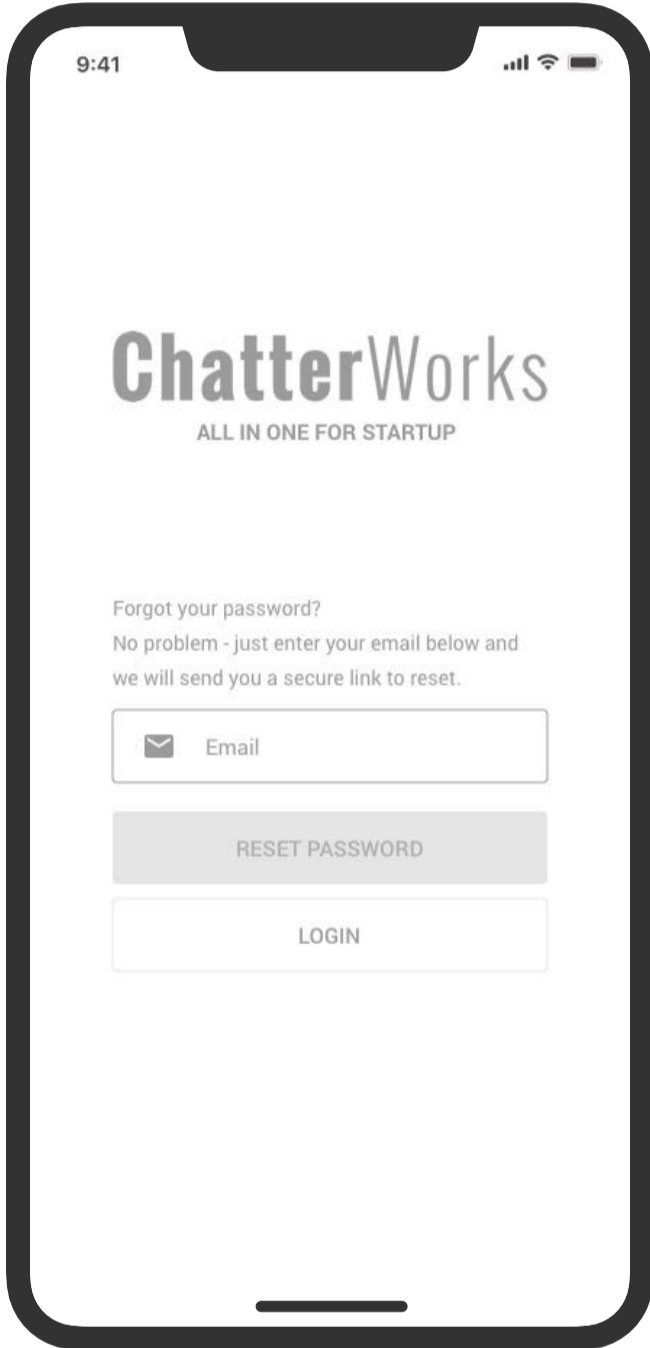 9:41
ChatterWorks
ALL IN ONE FOR STARTUP
Forgot your password?
No problem - just enter your email below and
we will send you a secure link to reset.
Email
RESET PASSWORD
LOGIN